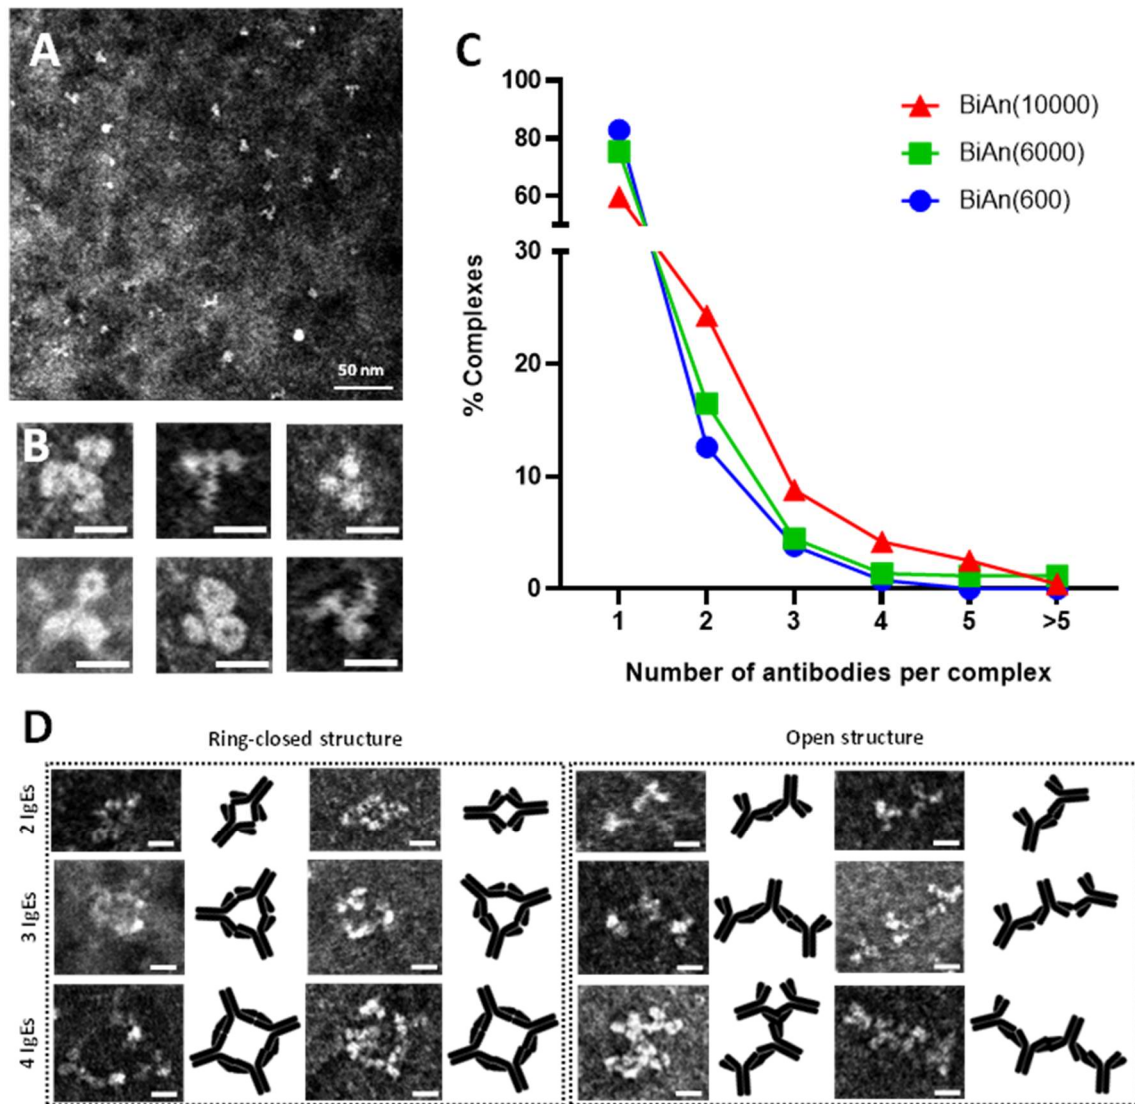 A
50 nm
B
C
100
80
60
30
20
10
0
% Complexes
1 2 3 4 5 >5
Number of antibodies per complex
BiAn(10000)
BiAn(6000)
BiAn(600)
D
Ring-closed structure
Open structure
2 IgEs
3 IgEs
4 IgEs